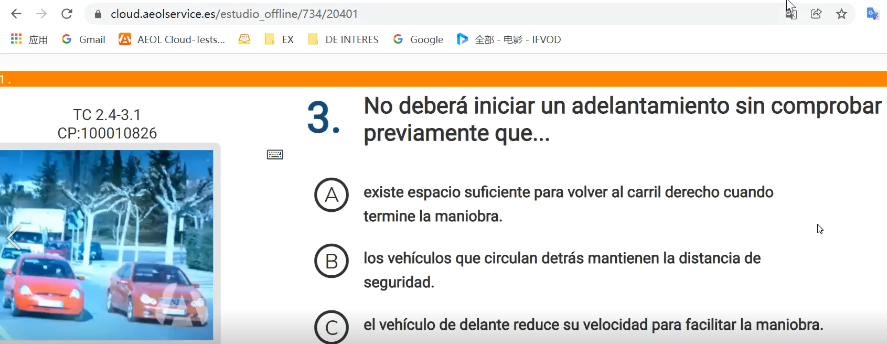 cloud.aeolservice.es/estudio_offline/734/20401
应用 Gmail AEOL Cloud-Tests... EX DE INTERES Google 全部 - 电影 - IFVOD
1 .
TC 2.4-3.1
CP:100010826
3. No deberá iniciar un adelantamiento sin comprobar
previamente que...
A existe espacio suficiente para volver al carril derecho cuando
termine la maniobra.
B los vehículos que circulan detrás mantienen la distancia de
seguridad.
C el vehículo de delante reduce su velocidad para facilitar la maniobra.